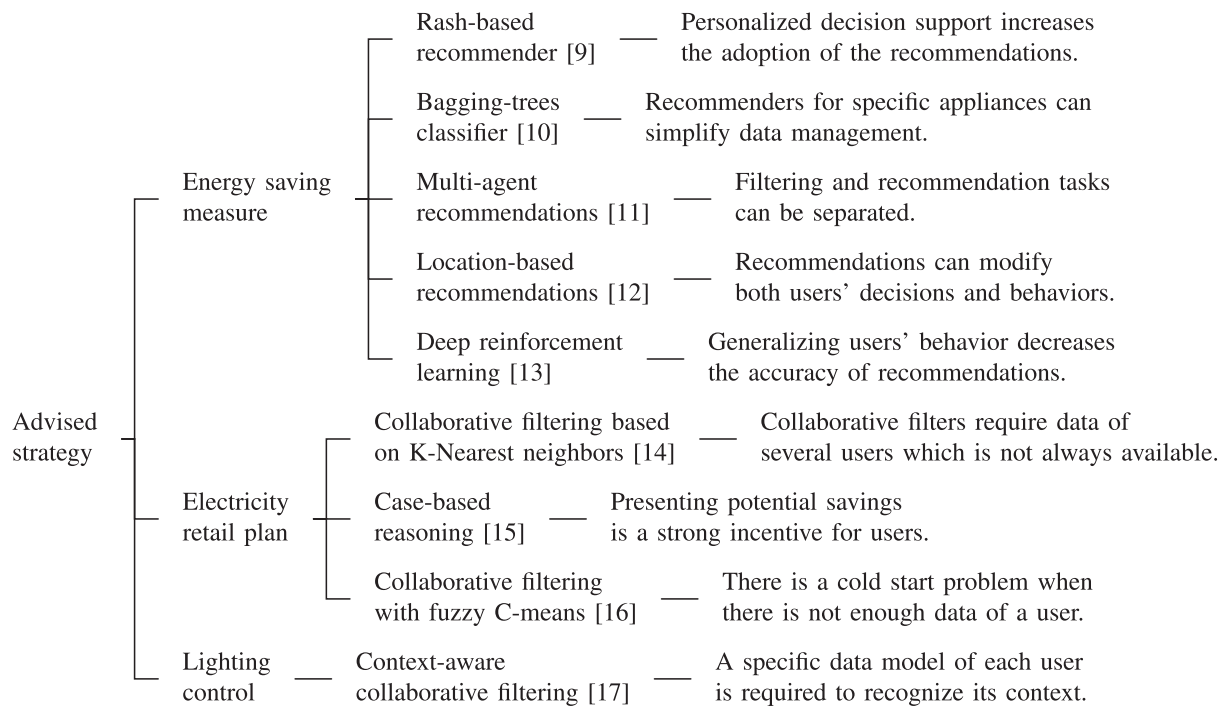 Rash-based
recommender [9]
Personalized decision support increases
the adoption of the recommendations.
Bagging-trees
classifier [10]
Recommenders for specific appliances can
simplify data management.
Energy saving
measure
Multi-agent
recommendations [11]
Filtering and recommendation tasks
can be separated.
Location-based
recommendations [12]
Recommendations can modify
both users' decisions and behaviors.
Deep reinforcement
learning [13]
Generalizing users' behavior decreases
the accuracy of recommendations.
Advised
strategy
Collaborative filtering based
on K-Nearest neighbors [14]
Collaborative filters require data of
several users which is not always available.
Electricity
retail plan
Case-based
reasoning [15]
Presenting potential savings
is a strong incentive for users.
Collaborative filtering
with fuzzy C-means [16]
There is a cold start problem when
there is not enough data of a user.
Lighting
control
Context-aware
collaborative filtering [17]
A specific data model of each user
is required to recognize its context.